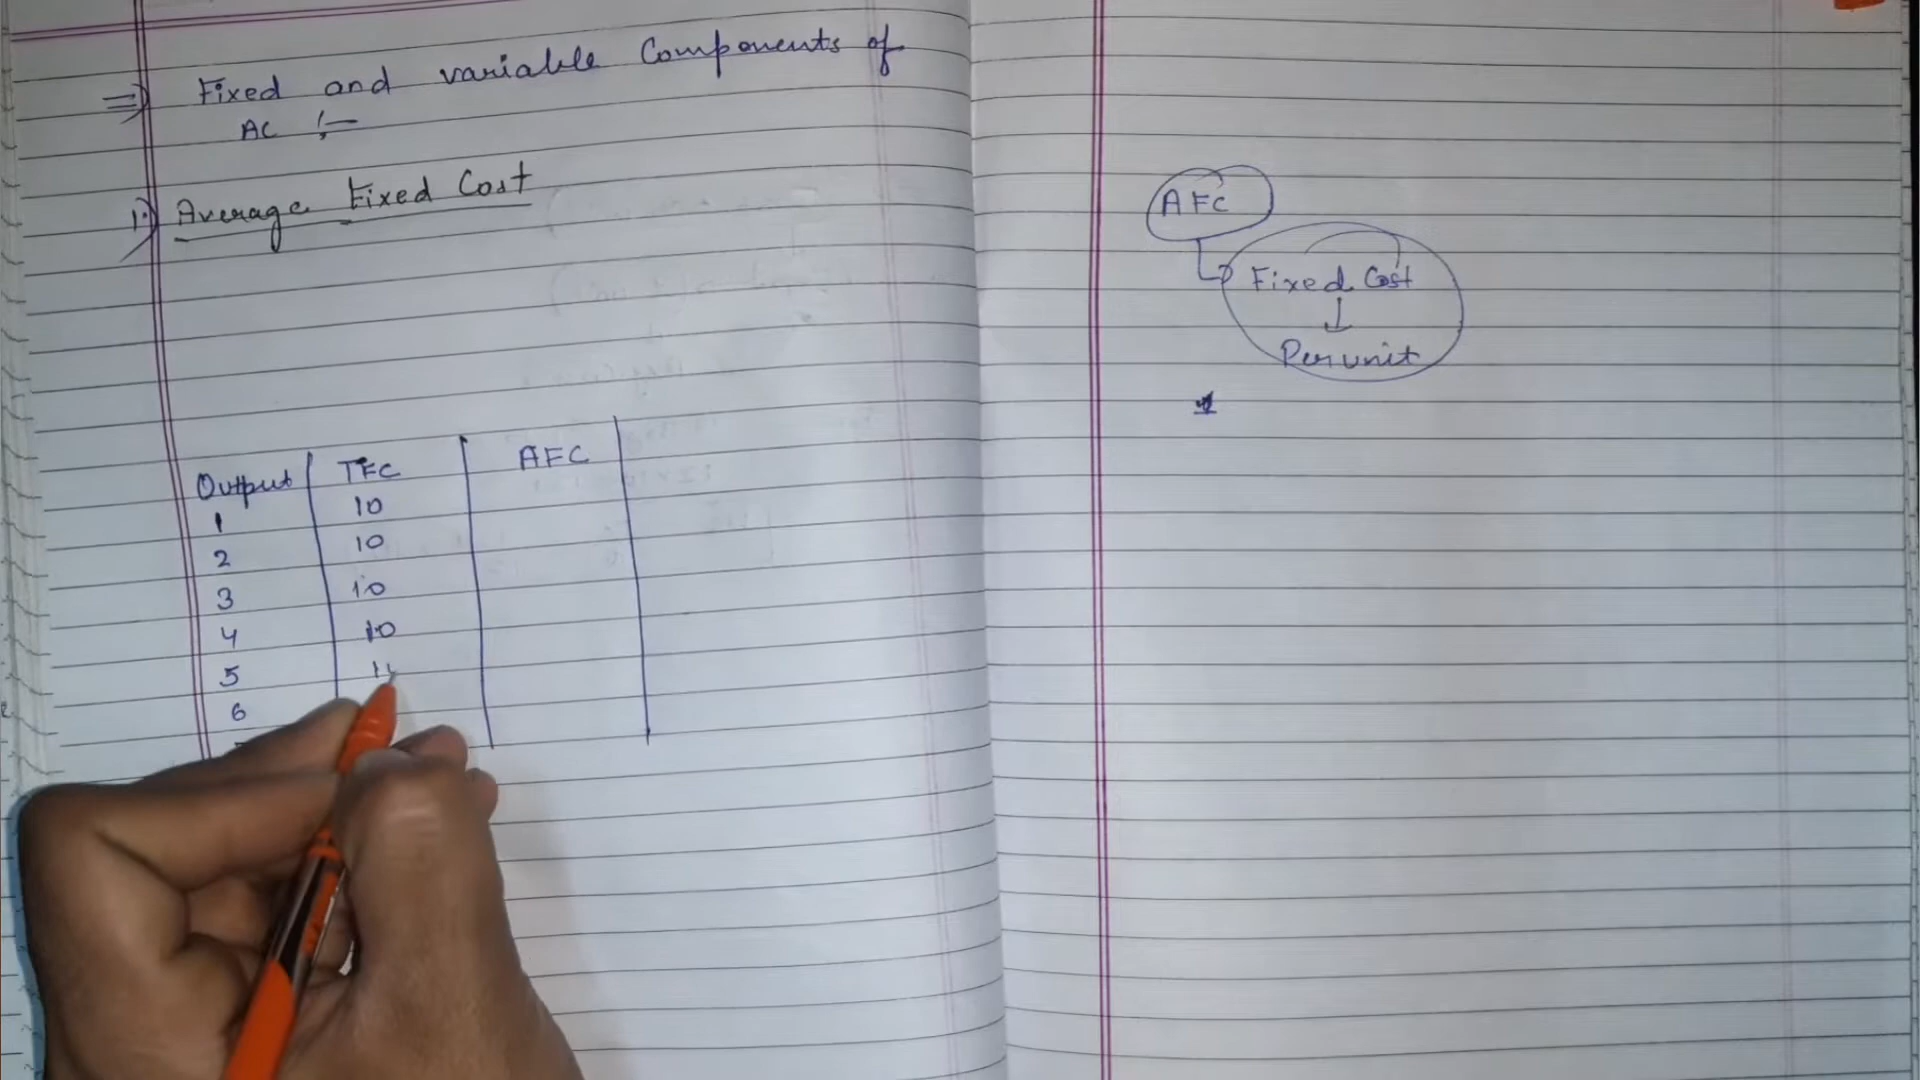 Fixed and variable Components of
AC :-
1.) Average Fixed Cost
Output TFC AFC
1 10
2 10
3 10
4 10
5
6
AFC
Fixed Cost
Per unit